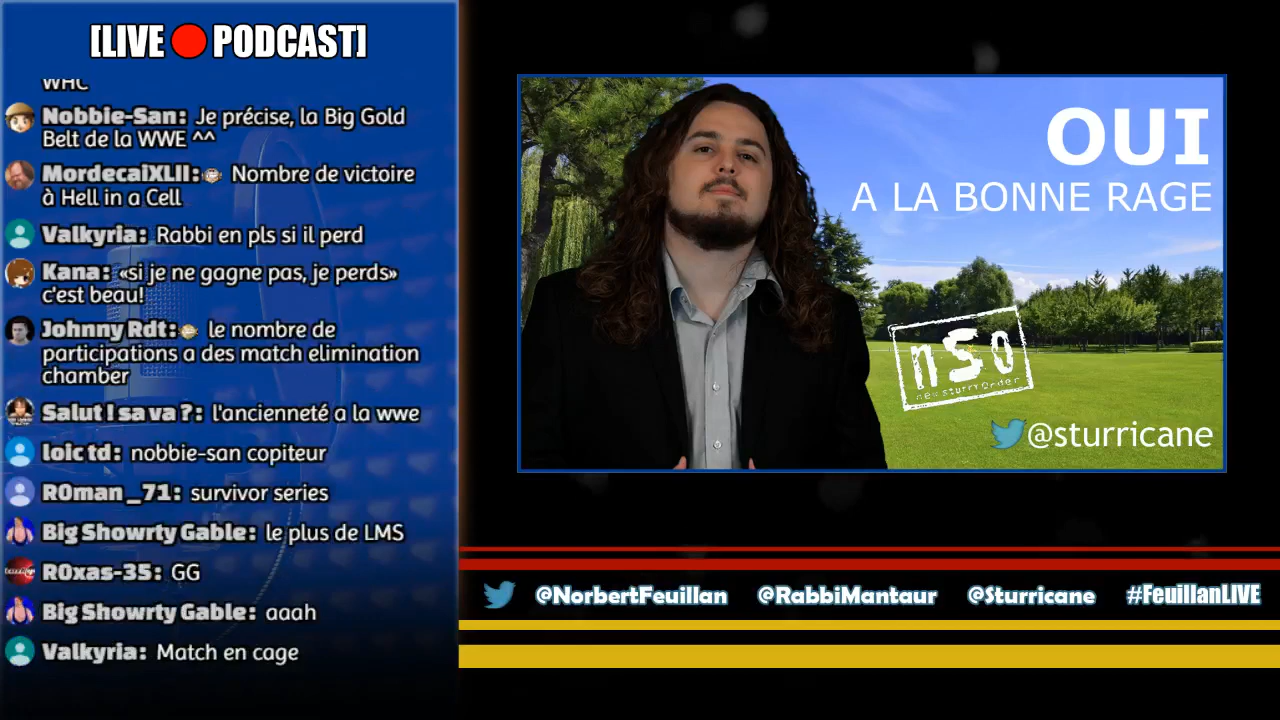 [LIVE PODCAST]
WHC
Nobbie-San: Je précise, la Big Gold
Belt de la WWE ^^
MordecaiXLII: Nombre de victoire
à Hell in a Cell
Valkyria: Rabbi en pls si il perd
Kana: «si je ne gagne pas, je perds»
c'est beau!
Johnny Rdt: le nombre de
participations a des match elimination
chamber
Salut ! sa va ?: l'ancienneté a la wwe
loic td: nobbie-san copiteur
R0man_71: survivor series
Big Showrty Gable: le plus de LMS
R0xas-35: GG
Big Showrty Gable: aaah
Valkyria: Match en cage
OUI
A LA BONNE RAGE
nSo
new sturrr0rder
@sturricane
@NorbertFeuillan @RabbiMantaur @Sturricane #FeuillanLIVE